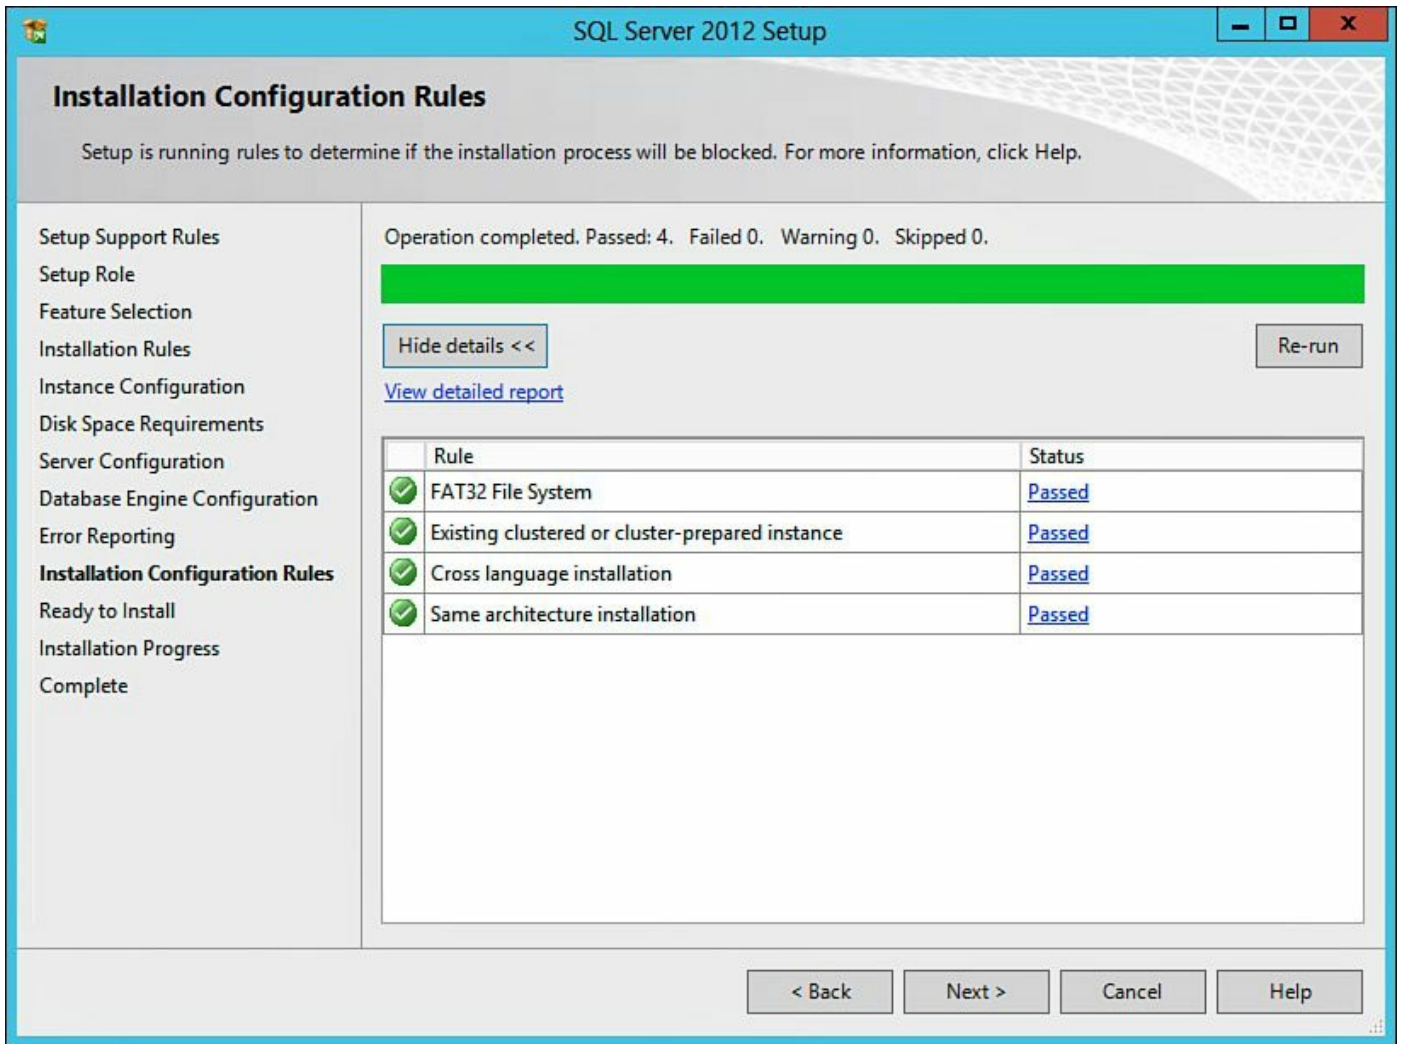 SQL Server 2012 Setup
Installation Configuration Rules
Setup is running rules to determine if the installation process will be blocked. For more information, click Help.
Setup Support Rules
Setup Role
Feature Selection
Installation Rules
Instance Configuration
Disk Space Requirements
Server Configuration
Database Engine Configuration
Error Reporting
Installation Configuration Rules
Ready to Install
Installation Progress
Complete
Operation completed. Passed: 4. Failed 0. Warning 0. Skipped 0.
Hide details <<
Re-run
View detailed report
Rule Status
FAT32 File System Passed
Existing clustered or cluster-prepared instance Passed
Cross language installation Passed
Same architecture installation Passed
< Back Next > Cancel Help